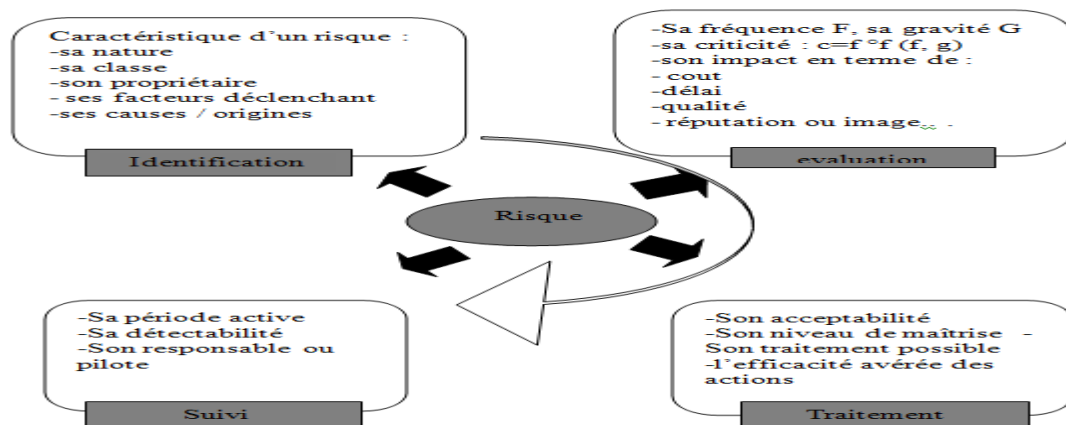 Caractéristique d'un risque :
-sa nature
-sa classe
-son propriétaire
- ses facteurs déclenchant
-ses causes / origines
Identification
-Sa fréquence F, sa gravité G
-sa criticité : c=f °f (f, g)
-son impact en terme de :
- cout
-délai
-qualité
- réputation ou image.. .
evaluation
Risque
-Sa période active
-Sa détectabilité
-Son responsable ou
pilote
Suivi
-Son acceptabilité
-Son niveau de maîtrise -
Son traitement possible
-l'efficacité avérée des
actions
Traitement